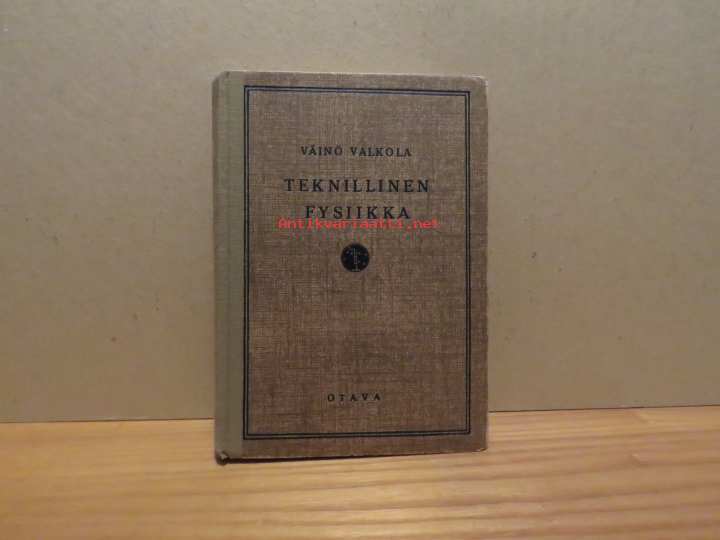 VÄINÖ VALKOLA
TEKNILLINEN
FYSIIKKA
Antikvariaatti.net
OTAVA